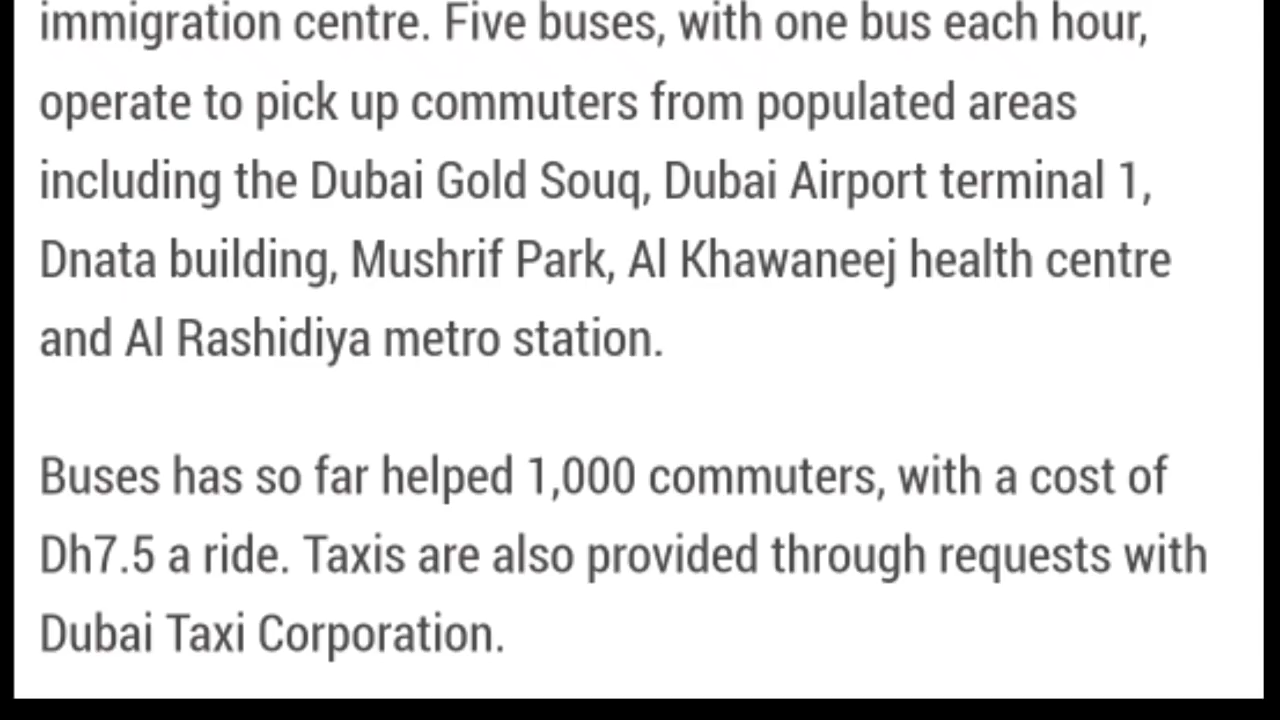 immigration centre. Five buses, with one bus each hour,
operate to pick up commuters from populated areas
including the Dubai Gold Souq, Dubai Airport terminal 1,
Dnata building, Mushrif Park, Al Khawaneej health centre
and Al Rashidiya metro station.
Buses has so far helped 1,000 commuters, with a cost of
Dh7.5 a ride. Taxis are also provided through requests with
Dubai Taxi Corporation.